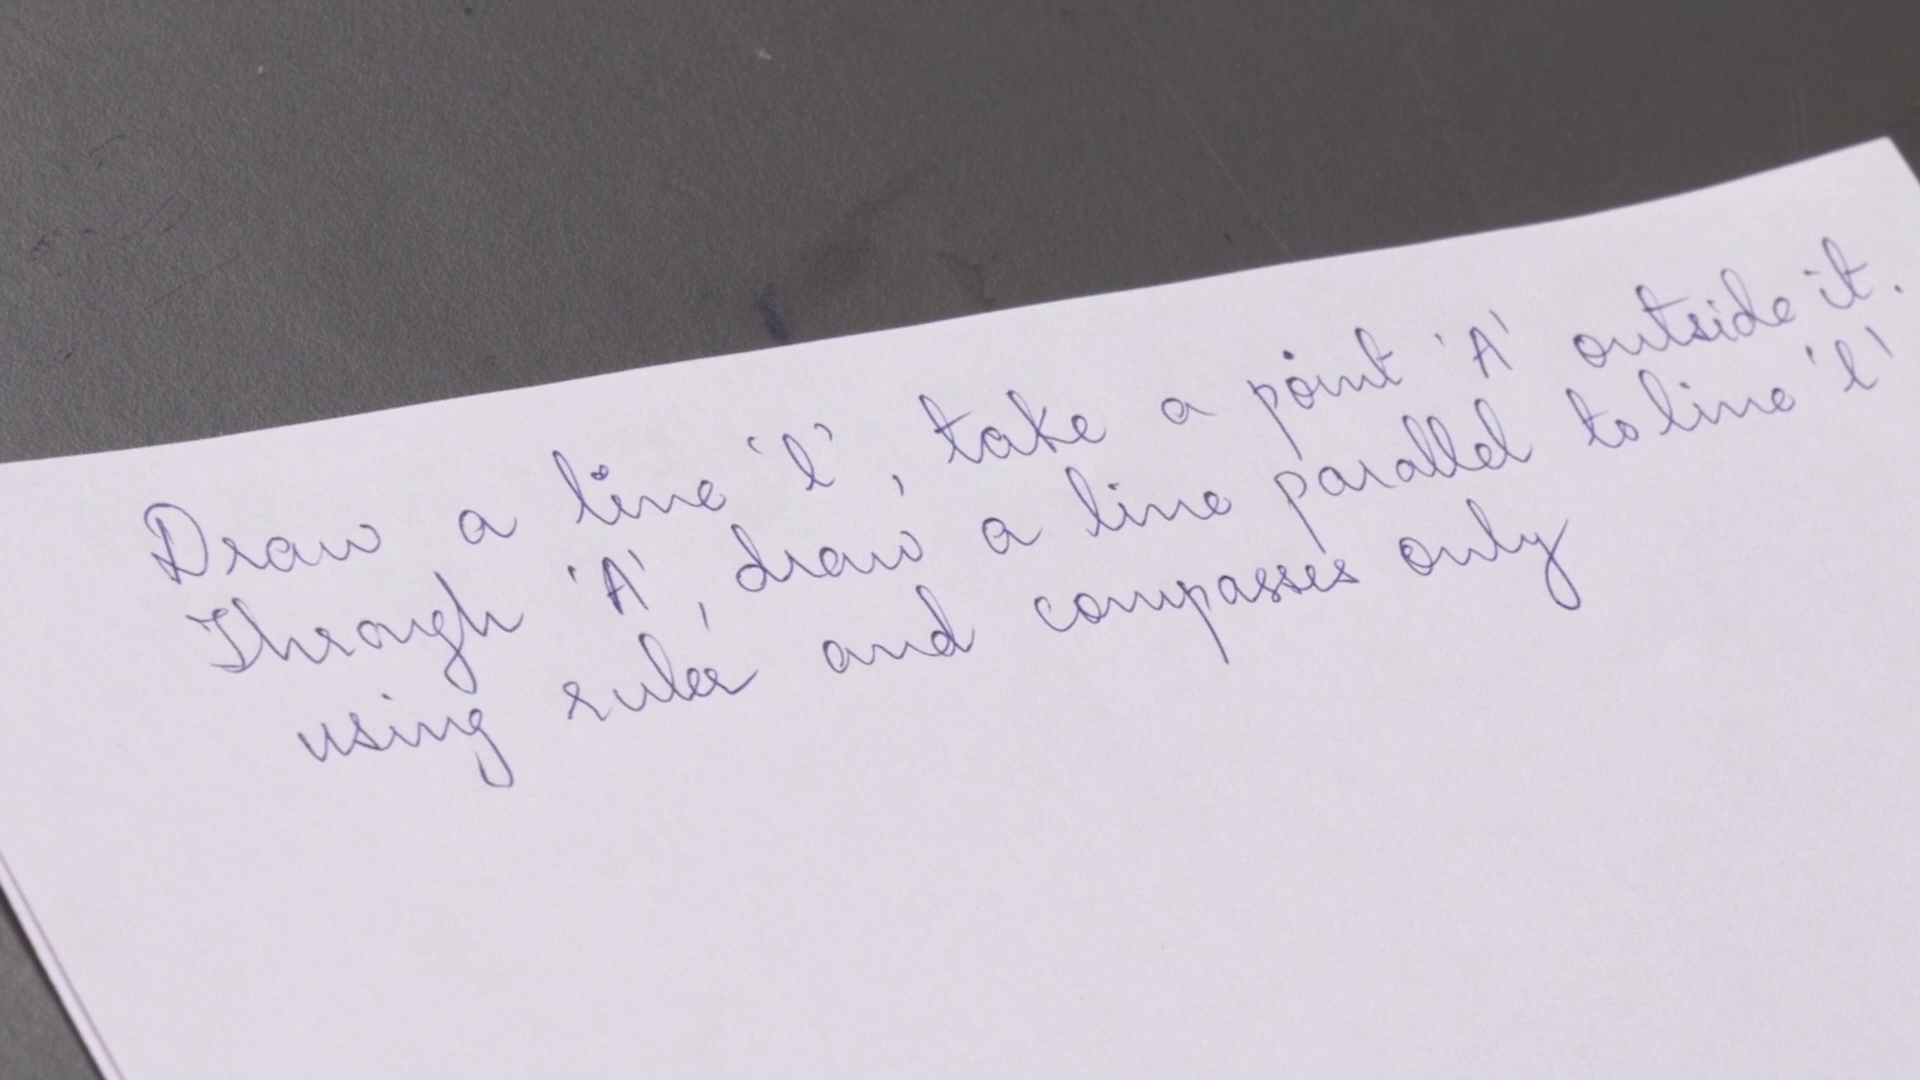 Draw a line 'l', take a point 'A' outside it.
Through 'A', draw a line parallel to line 'l'
using ruler and compasses only